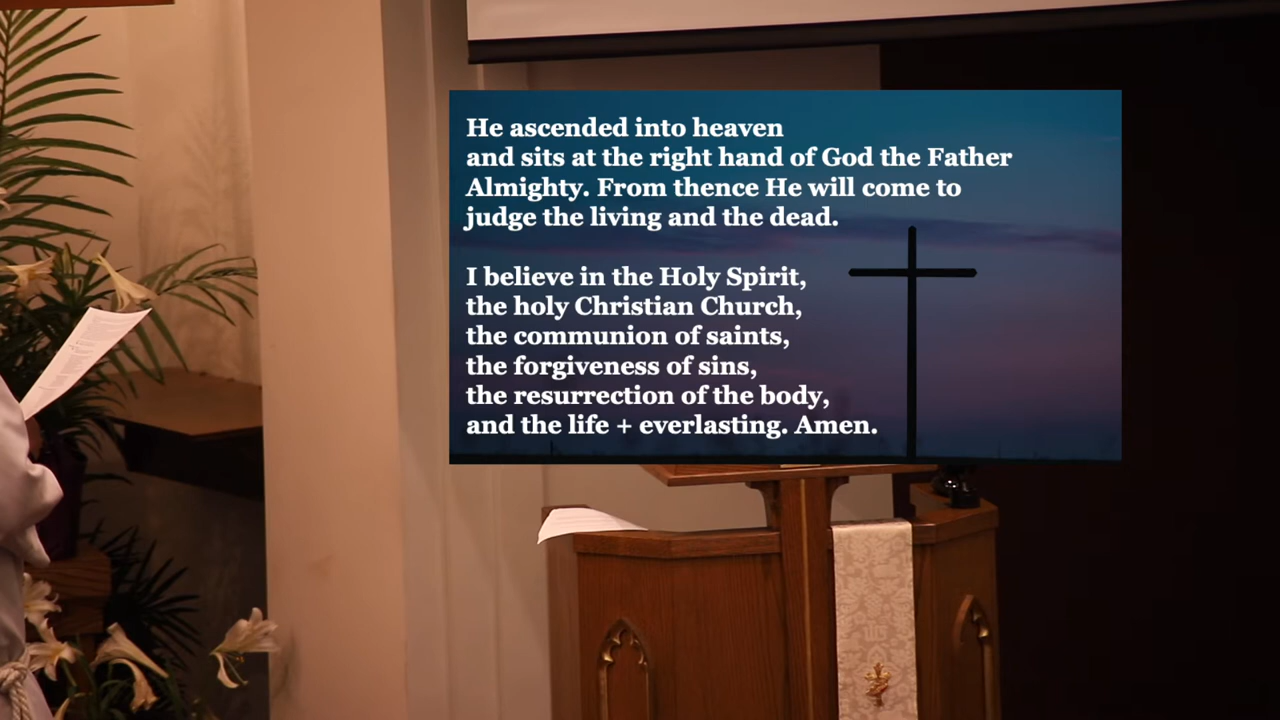 He ascended into heaven
and sits at the right hand of God the Father
Almighty. From thence He will come to
judge the living and the dead.
I believe in the Holy Spirit,
the holy Christian Church,
the communion of saints,
the forgiveness of sins,
the resurrection of the body,
and the life + everlasting. Amen.